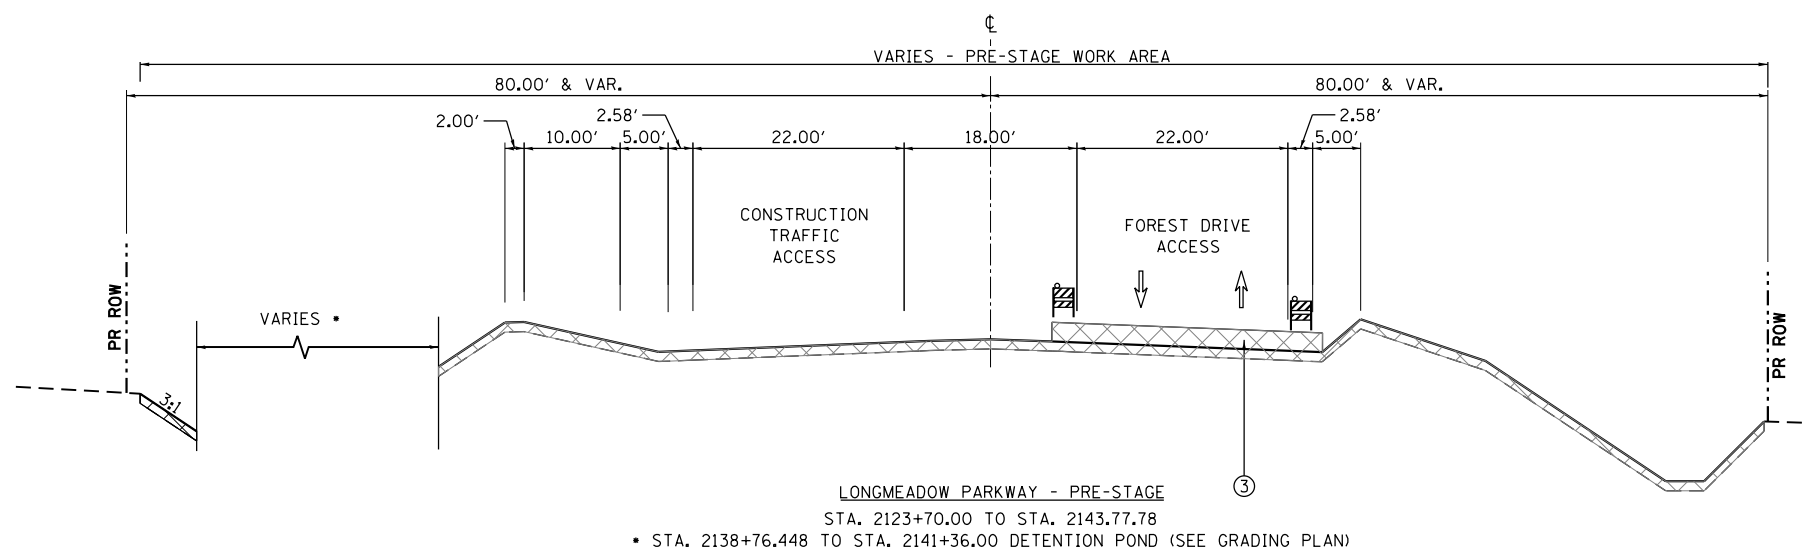 ℄
VARIES - PRE-STAGE WORK AREA
80.00' & VAR.
80.00' & VAR.
2.00'
10.00'
5.00'
2.58'
22.00'
18.00'
22.00'
2.58'
5.00'
CONSTRUCTION
TRAFFIC
ACCESS
FOREST DRIVE
ACCESS
PR ROW
VARIES *
PR ROW
3:1
3
LONGMEADOW PARKWAY - PRE-STAGE
STA. 2123+70.00 TO STA. 2143.77.78
* STA. 2138+76.448 TO STA. 2141+36.00 DETENTION POND (SEE GRADING PLAN)